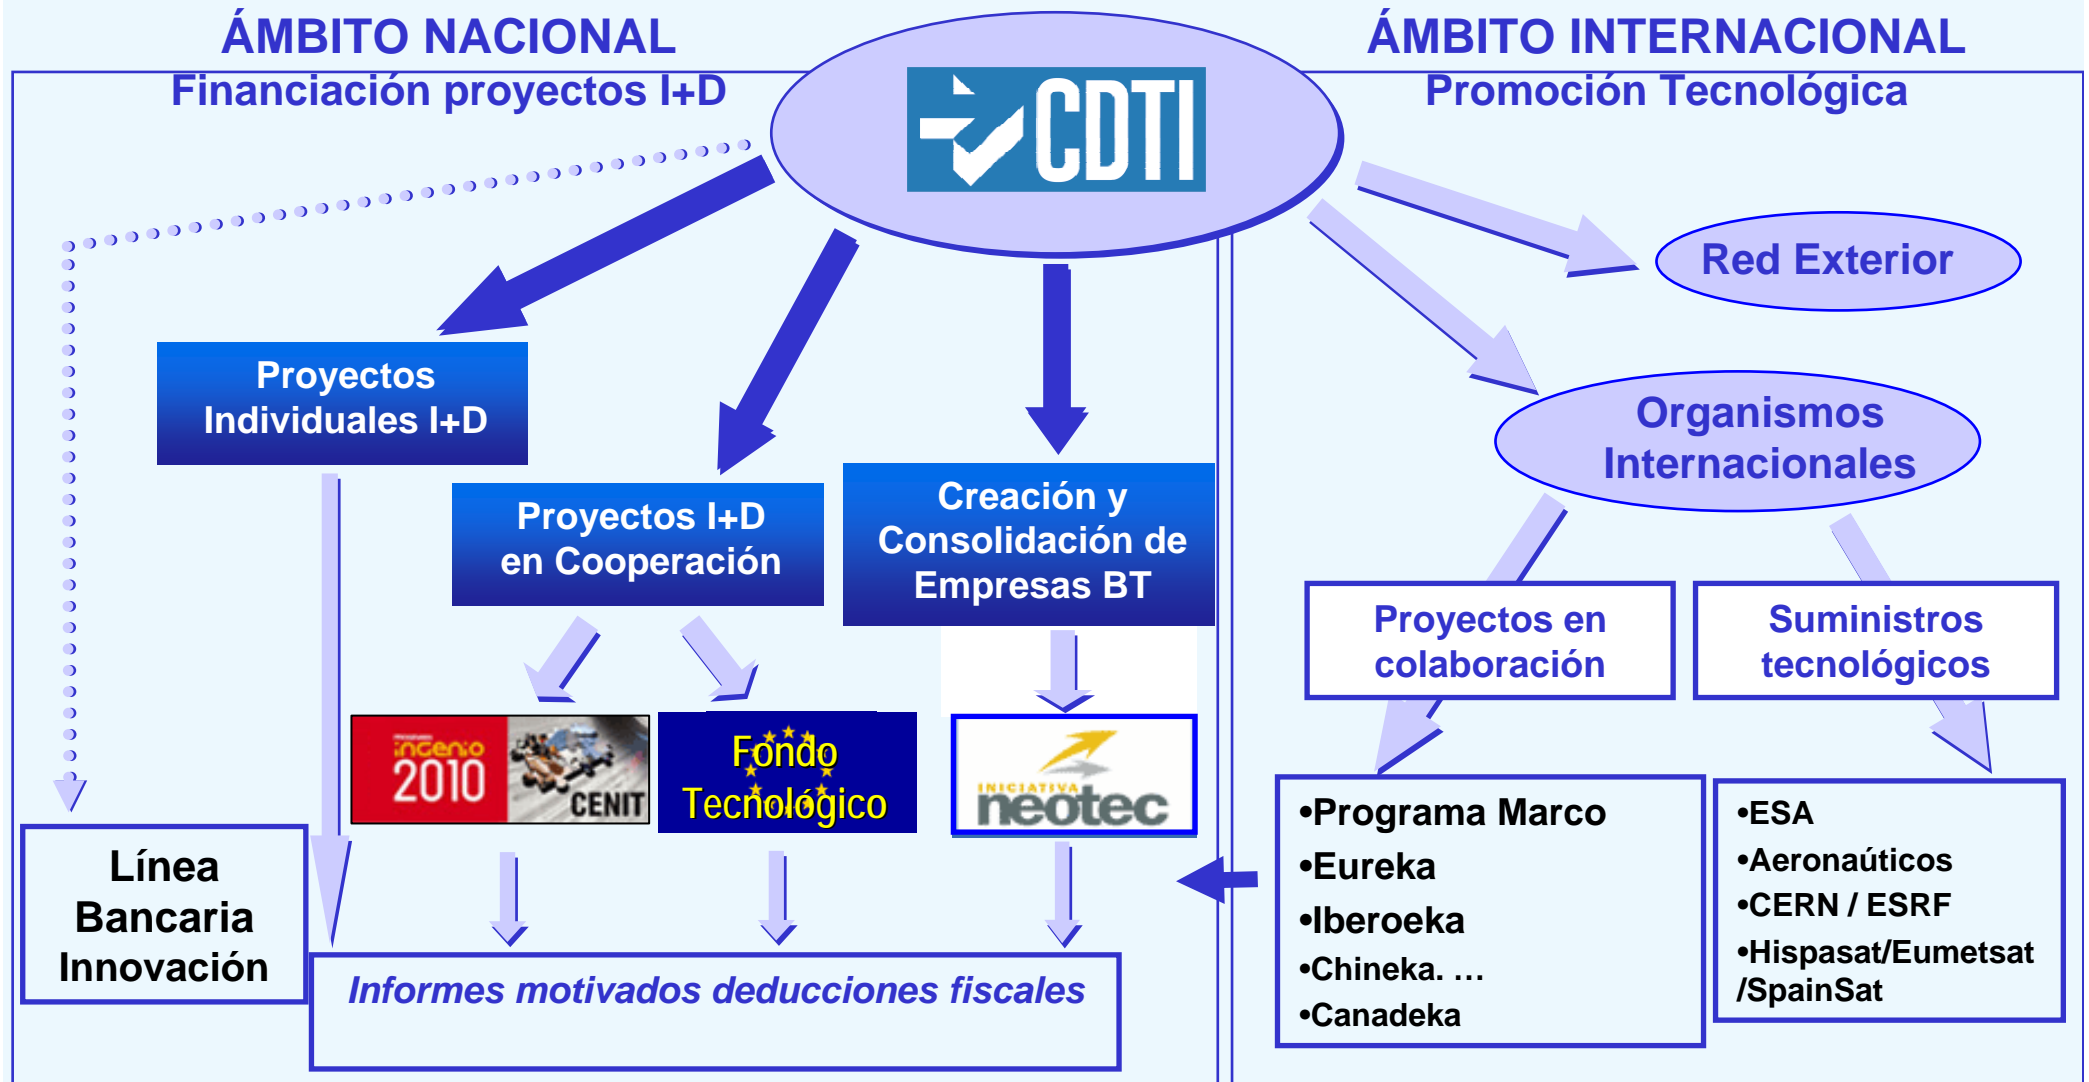 ÁMBITO NACIONAL
Financiación proyectos I+D
CDTI
ÁMBITO INTERNACIONAL
Promoción Tecnológica
Red Exterior
Proyectos
Individuales I+D
Organismos
Internacionales
Proyectos I+D
en Cooperación
Creación y
Consolidación de
Empresas BT
Proyectos en
colaboración
Suministros
tecnológicos
ingenio
2010
CENIT
Fondo
Tecnológico
INICIATIVA
neotec
Línea
Bancaria
Innovación
Informes motivados deducciones fiscales
•Programa Marco
•Eureka
•Iberoeka
•Chineka. …
•Canadeka
•ESA
•Aeronaúticos
•CERN / ESRF
•Hispasat/Eumetsat
/SpainSat